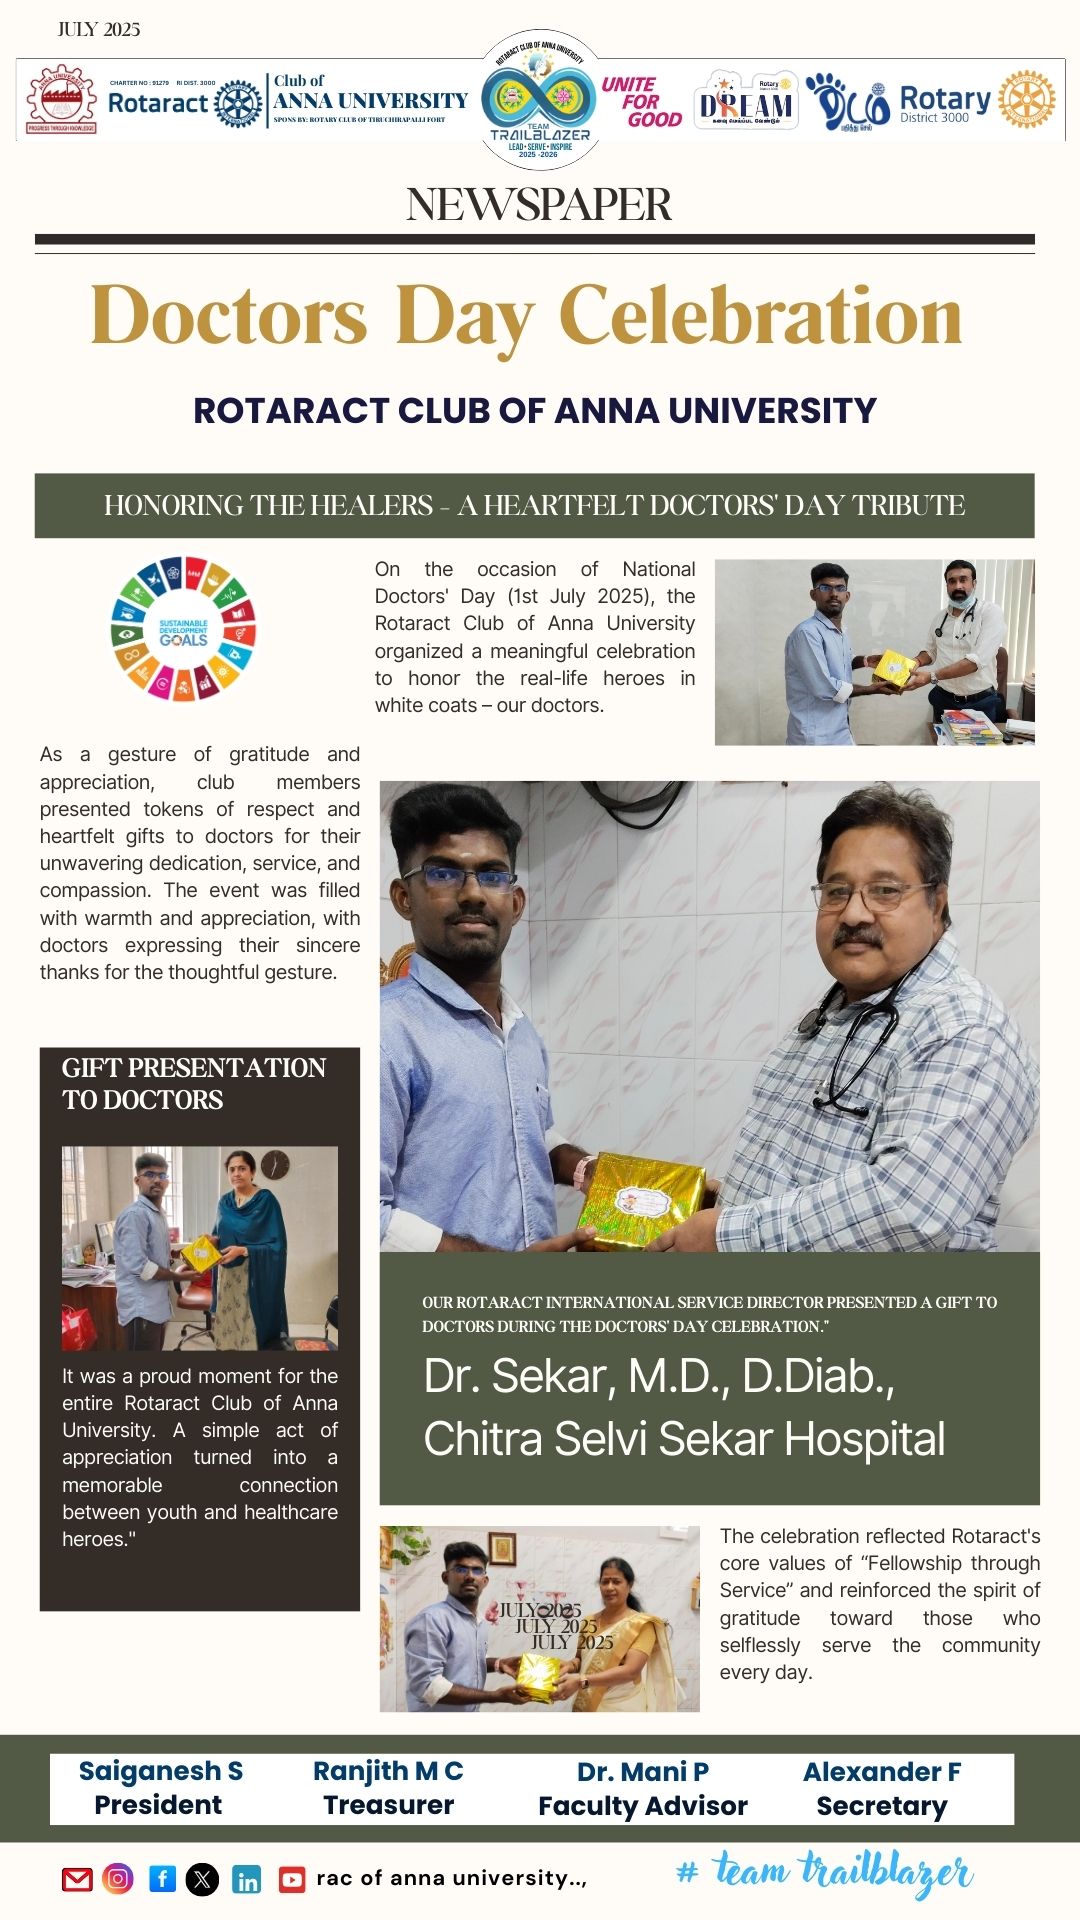 JULY 2025
ANNA UNIVERSITY
PROGRESS THROUGH KNOWLEDGE
CHARTER NO : 91279 RI DIST. 3000
Rotaract
Club of
ANNA UNIVERSITY
SPONS BY: ROTARY CLUB OF TIRUCHIRAPALLI FORT
ROTARACT CLUB OF ANNA UNIVERSITY
TEAM
TRAILBLAZER
LEAD • SERVE • INSPIRE
2025 -2026
UNITE
FOR
GOOD
Rotary
DREAM
கனவு மெய்ப்பட வேண்டும்
தடம்
பதித்து செல்
Rotary
District 3000
NEWSPAPER
Doctors Day Celebration
ROTARACT CLUB OF ANNA UNIVERSITY
HONORING THE HEALERS – A HEARTFELT DOCTORS' DAY TRIBUTE
SUSTAINABLE
DEVELOPMENT
GOALS
On the occasion of National
Doctors' Day (1st July 2025), the
Rotaract Club of Anna University
organized a meaningful celebration
to honor the real-life heroes in
white coats – our doctors.
As a gesture of gratitude and
appreciation, club members
presented tokens of respect and
heartfelt gifts to doctors for their
unwavering dedication, service, and
compassion. The event was filled
with warmth and appreciation, with
doctors expressing their sincere
thanks for the thoughtful gesture.
GIFT PRESENTATION
TO DOCTORS
It was a proud moment for the
entire Rotaract Club of Anna
University. A simple act of
appreciation turned into a
memorable connection
between youth and healthcare
heroes."
OUR ROTARACT INTERNATIONAL SERVICE DIRECTOR PRESENTED A GIFT TO
DOCTORS DURING THE DOCTORS' DAY CELEBRATION."
Dr. Sekar, M.D., D.Diab.,
Chitra Selvi Sekar Hospital
JULY 2025
JULY 2025
JULY 2025
The celebration reflected Rotaract's
core values of “Fellowship through
Service” and reinforced the spirit of
gratitude toward those who
selflessly serve the community
every day.
Saiganesh S
President
Ranjith M C
Treasurer
Dr. Mani P
Faculty Advisor
Alexander F
Secretary
rac of anna university..,
# team trailblazer